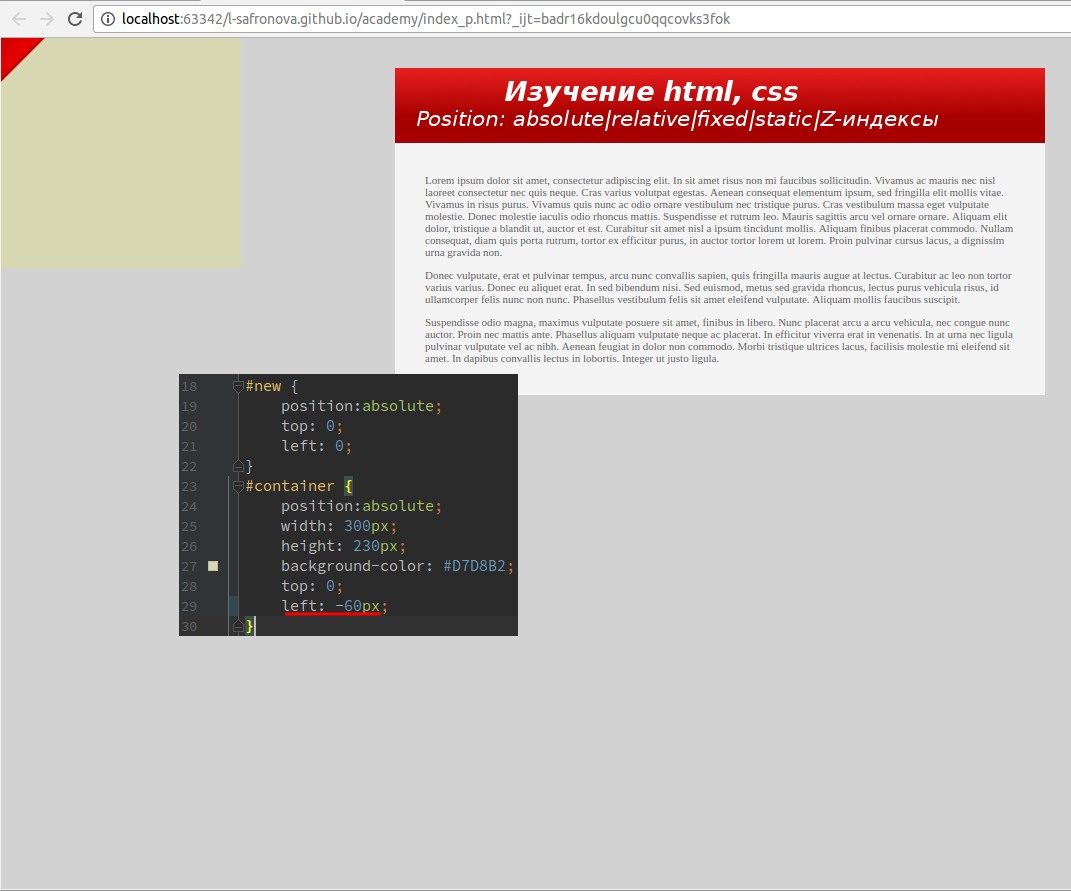 localhost:63342/l-safronova.github.io/academy/index_p.html?_ijt=badr16kdoulgcu0qqcovks3fok
Изучение html, css
Position: absolute|relative|fixed|static|Z-индексы
Lorem ipsum dolor sit amet, consectetur adipiscing elit. In sit amet risus non mi faucibus sollicitudin. Vivamus ac mauris nec nisl
laoreet consectetur nec quis neque. Cras varius volutpat egestas. Aenean consequat elementum ipsum, sed fringilla elit mollis vitae.
Vivamus in risus purus. Vivamus quis nunc ac odio ornare vestibulum nec tristique purus. Cras vestibulum massa eget vulputate
molestie. Donec molestie iaculis odio rhoncus mattis. Suspendisse et rutrum leo. Mauris sagittis arcu vel ornare ornare. Aliquam elit
dolor, tristique a blandit ut, auctor et est. Curabitur sit amet nisl a ipsum tincidunt mollis. Aliquam finibus placerat commodo. Nullam
consequat, diam quis porta rutrum, tortor ex efficitur purus, in auctor tortor lorem ut lorem. Proin pulvinar cursus lacus, a dignissim
urna gravida non.
Donec vulputate, erat et pulvinar tempus, arcu nunc convallis sapien, quis fringilla mauris augue at lectus. Curabitur ac leo non tortor
varius varius. Donec eu aliquet erat. In sed bibendum nisi. Sed euismod, metus sed gravida rhoncus, lectus purus vehicula risus, id
ullamcorper felis nunc non nunc. Phasellus vestibulum felis sit amet eleifend vulputate. Aliquam mollis faucibus suscipit.
Suspendisse odio magna, maximus vulputate posuere sit amet, finibus in libero. Nunc placerat arcu a arcu vehicula, nec congue nunc
auctor. Proin nec mattis ante. Phasellus aliquam vulputate neque ac placerat. In efficitur viverra erat in venenatis. In at urna nec ligula
pulvinar vulputate vel ac nibh. Aenean feugiat in dolor non commodo. Morbi tristique ultrices lacus, facilisis molestie mi eleifend sit
amet. In dapibus convallis lectus in lobortis. Integer ut justo ligula.
18 #new {
19 position:absolute;
20 top: 0;
21 left: 0;
22 }
23 #container {
24 position:absolute;
25 width: 300px;
26 height: 230px;
27 background-color: #D7D8B2;
28 top: 0;
29 left: -60px;
30 }